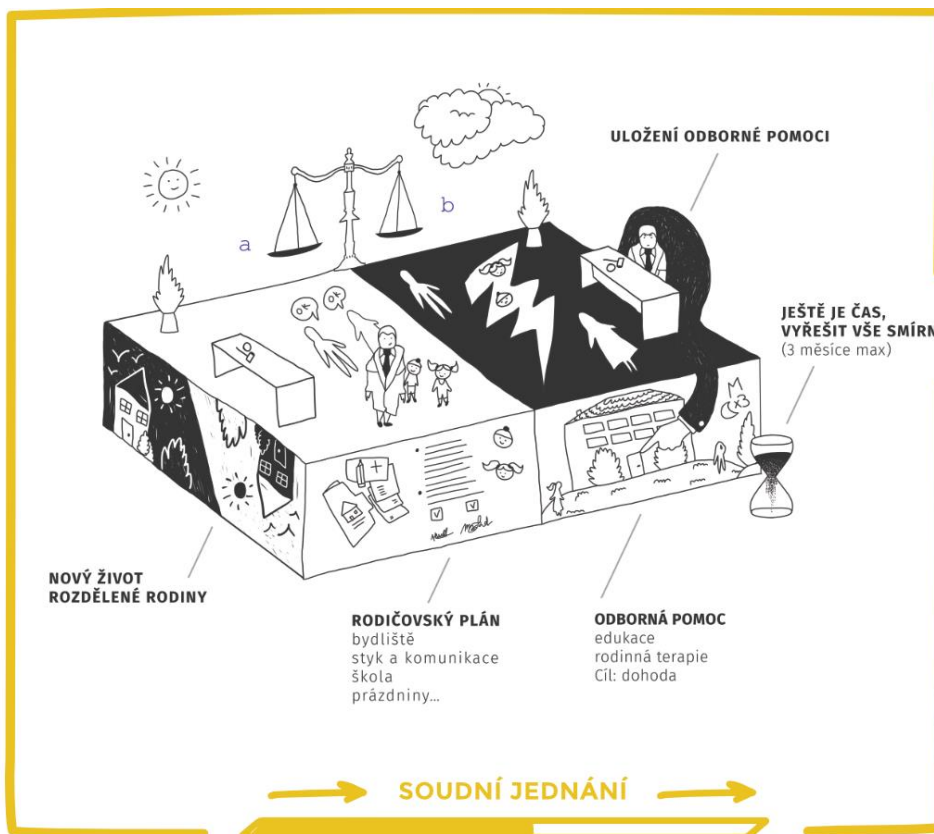 ULOŽENÍ ODBORNÉ POMOCI
a
b
OK
OK
JEŠTĚ JE ČAS,
VYŘEŠIT VŠE SMÍRN
(3 měsíce max)
NOVÝ ŽIVOT
ROZDĚLENÉ RODINY
RODIČOVSKÝ PLÁN
bydliště
styk a komunikace
škola
prázdniny...
ODBORNÁ POMOC
edukace
rodinná terapie
Cíl: dohoda
SOUDNÍ JEDNÁNÍ